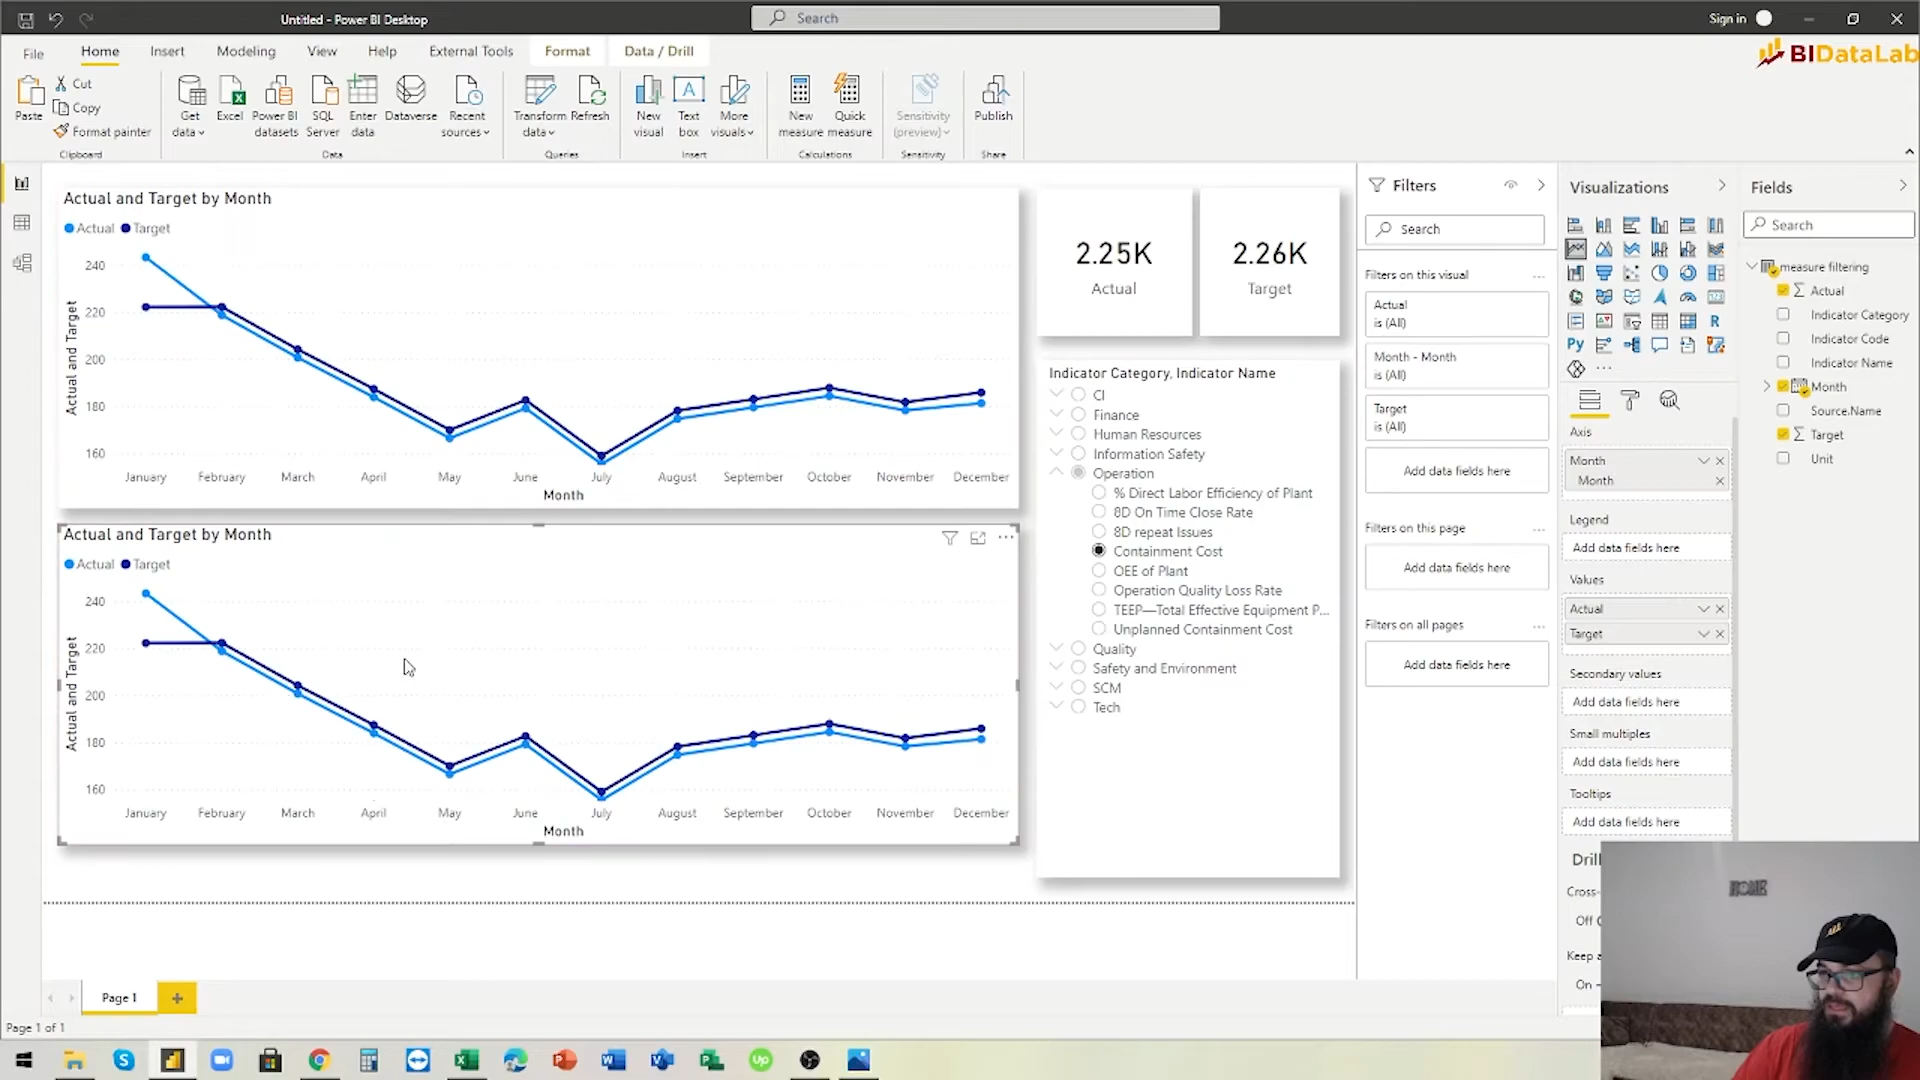 Untitled - Power BI Desktop
Search
Sign in
File
Home
Insert
Modeling
View
Help
External Tools
Format
Data / Drill
BIDataLab
Paste
Cut
Copy
Format painter
Clipboard
Get data
Excel
Power BI datasets
SQL Server
Enter data
Dataverse
Recent sources
Data
Transform data
Refresh
Queries
New visual
Text box
More visuals
Insert
New measure
Quick measure
Calculations
Sensitivity (preview)
Sensitivity
Publish
Share
Actual and Target by Month
Actual Target
Actual and Target
240
220
200
180
160
January February March April May June July August September October November December
Month
Actual and Target by Month
Actual Target
Actual and Target
240
220
200
180
160
January February March April May June July August September October November December
Month
2.25K
Actual
2.26K
Target
Indicator Category, Indicator Name
CI
Finance
Human Resources
Information Safety
Operation
% Direct Labor Efficiency of Plant
8D On Time Close Rate
8D repeat Issues
Containment Cost
OEE of Plant
Operation Quality Loss Rate
TEEP—Total Effective Equipment P...
Unplanned Containment Cost
Quality
Safety and Environment
SCM
Tech
Filters
Search
Filters on this visual
Actual
is (All)
Month - Month
is (All)
Target
is (All)
Add data fields here
Filters on this page
Add data fields here
Filters on all pages
Add data fields here
Visualizations
R
Py
Axis
Month
Month
Legend
Add data fields here
Values
Actual
Target
Secondary values
Add data fields here
Small multiples
Add data fields here
Tooltips
Add data fields here
Drill
Cross-
Off
Keep a
On
Fields
Search
measure filtering
Actual
Indicator Category
Indicator Code
Indicator Name
Month
Source.Name
Target
Unit
HOME
Page 1
Page 1 of 1